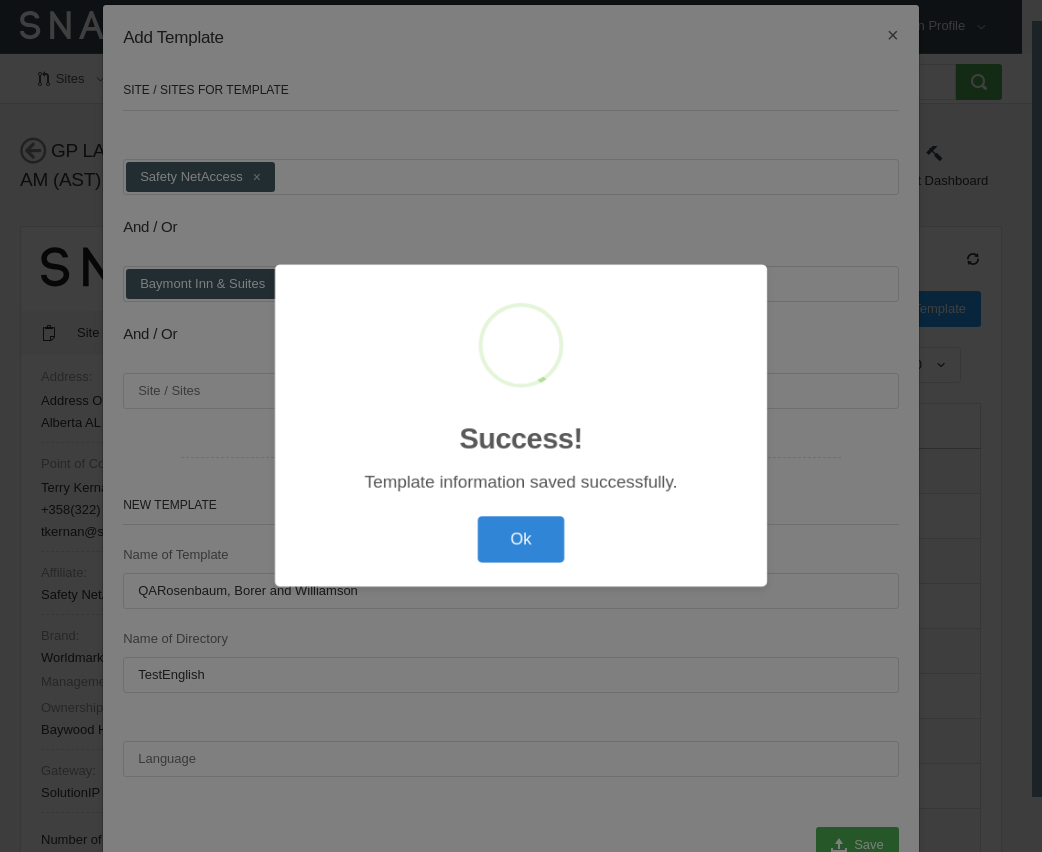 SNA
Profile
Sites
Add Template
×
SITE / SITES FOR TEMPLATE
GP LA
AM (AST)
Dashboard
Safety NetAccess ×
And / Or
SN
Baymont Inn & Suites
Template
Site
And / Or
Address:
Address O
Alberta AL
Site / Sites
Success!
Template information saved successfully.
Ok
Point of Co
Terry Kerna
+358(322)
tkernan@s
NEW TEMPLATE
Name of Template
QARosenbaum, Borer and Williamson
Affiliate:
Safety Net
Name of Directory
Brand:
Worldmark
TestEnglish
Manageme
Ownership
Baywood H
Language
Gateway:
SolutionIP
Number of
Save